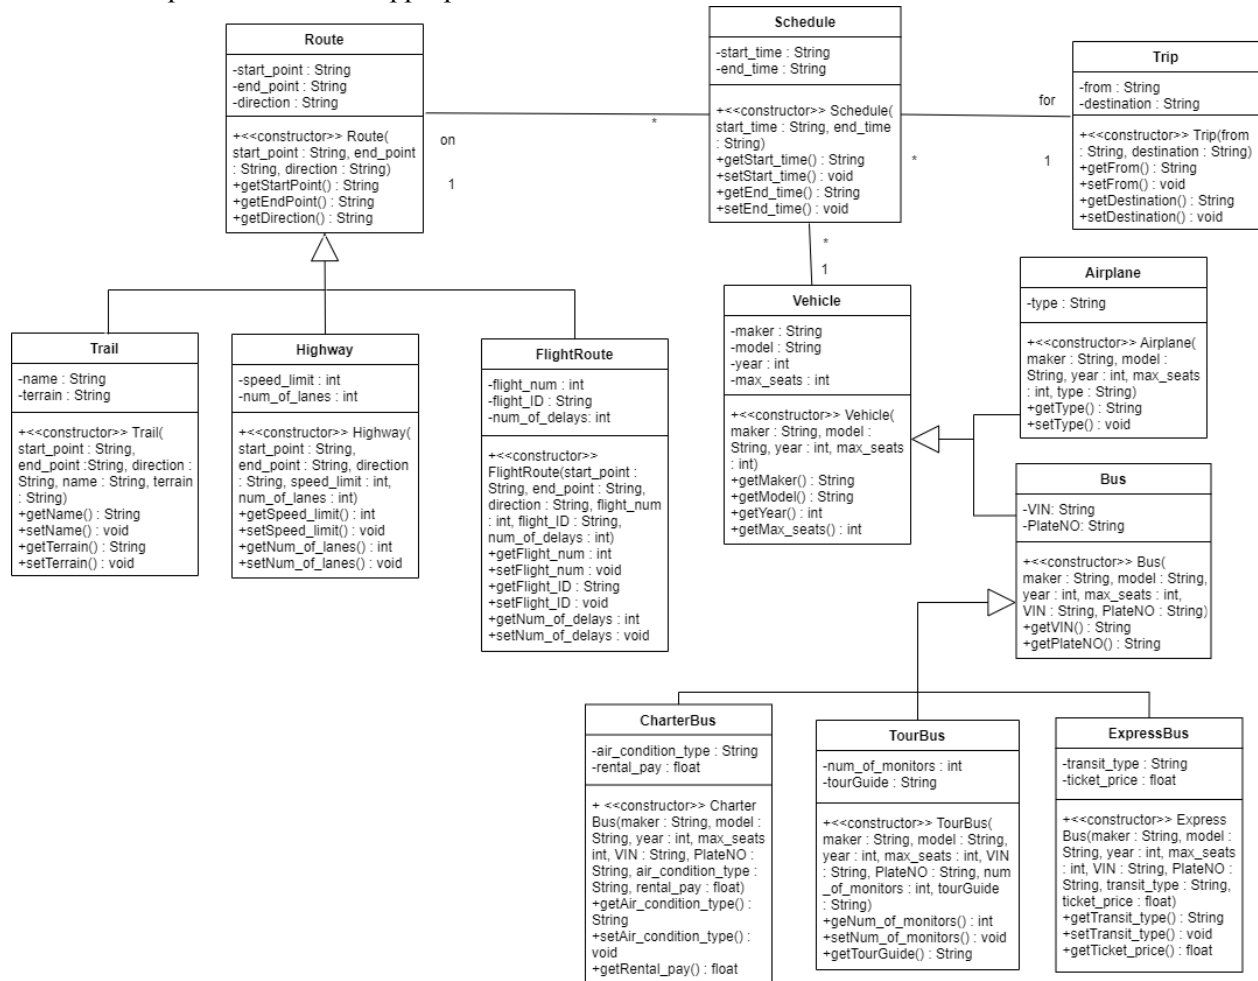 Route
-start_point : String
-end_point : String
-direction : String
+<<constructor>> Route(
start_point : String, end_point
: String, direction : String)
+getStartPoint() : String
+getEndPoint() : String
+getDirection() : String
on
1
*
Schedule
-start_time : String
-end_time : String
+<<constructor>> Schedule(
start_time : String, end_time
: String)
+getStart_time() : String
+setStart_time() : void
+getEnd_time() : String
+setEnd_time() : void
for
*
1
Trip
-from : String
-destination : String
+<<constructor>> Trip(from
: String, destination : String)
+getFrom() : String
+setFrom() : void
+getDestination() : String
+setDestination() : void
*
1
Trail
-name : String
-terrain : String
+<<constructor>> Trail(
start_point : String,
end_point :String, direction :
String, name : String, terrain
: String)
+getName() : String
+setName() : void
+getTerrain() : String
+setTerrain() : void
Highway
-speed_limit : int
-num_of_lanes : int
+<<constructor>> Highway(
start_point : String,
end_point : String, direction
: String, speed_limit : int,
num_of_lanes : int)
+getSpeed_limit() : int
+setSpeed_limit() : void
+getNum_of_lanes() : int
+setNum_of_lanes() : void
FlightRoute
-flight_num : int
-flight_ID : String
-num_of_delays: int
+<<constructor>>
FlightRoute(start_point :
String, end_point : String,
direction : String, flight_num
: int, flight_ID : String,
num_of_delays : int)
+getFlight_num : int
+setFlight_num : void
+getFlight_ID : String
+setFlight_ID : void
+getNum_of_delays : int
+setNum_of_delays : void
Vehicle
-maker : String
-model : String
-year : int
-max_seats : int
+<<constructor>> Vehicle(
maker : String, model :
String, year : int, max_seats
: int)
+getMaker() : String
+getModel() : String
+getYear() : int
+getMax_seats() : int
Airplane
-type : String
+<<constructor>> Airplane(
maker : String, model :
String, year : int, max_seats
: int, type : String)
+getType() : String
+setType() : void
Bus
-VIN: String
-PlateNO: String
+<<constructor>> Bus(
maker : String, model : String,
year : int, max_seats : int,
VIN : String, PlateNO : String)
+getVIN() : String
+getPlateNO() : String
CharterBus
-air_condition_type : String
-rental_pay : float
+ <<constructor>> Charter
Bus(maker : String, model :
String, year : int, max_seats
int, VIN : String, PlateNO :
String, air_condition_type :
String, rental_pay : float)
+getAir_condition_type() :
String
+setAir_condition_type() :
void
+getRental_pay() : float
TourBus
-num_of_monitors : int
-tourGuide : String
+<<constructor>> TourBus(
maker : String, model : String,
year : int, max_seats : int, VIN
: String, PlateNO : String, num
_of_monitors : int, tourGuide
: String)
+geNum_of_monitors() : int
+setNum_of_monitors() : void
+getTourGuide() : String
ExpressBus
-transit_type : String
-ticket_price : float
+<<constructor>> Express
Bus(maker : String, model :
String, year : int, max_seats
: int, VIN : String, PlateNO
: String, transit_type : String,
ticket_price : float)
+getTransit_type() : String
+setTransit_type() : void
+getTicket_price() : float